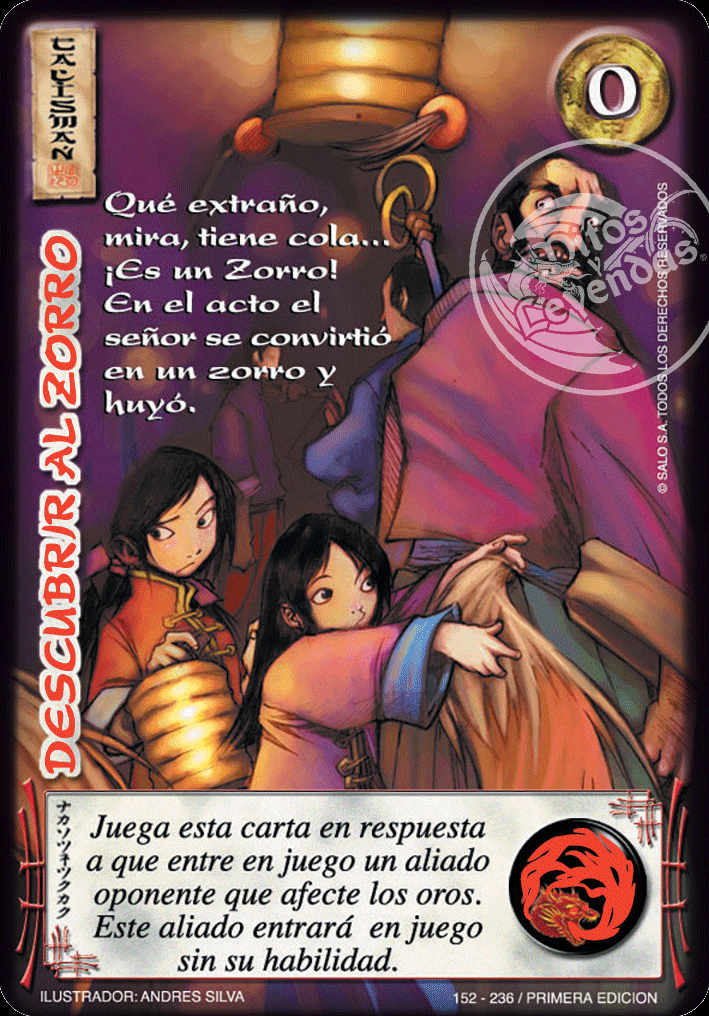 TALISMAN
0
Mitos
y
Leyendas®
Qué extraño,
mira, tiene cola...
¡Es un Zorro!
En el acto el
señor se convirtió
en un zorro y
huyó.
DESCUBRIR AL ZORRO
© SALO S.A. TODOS LOS DERECHOS RESERVADOS
ナカソツネツクカク
Juega esta carta en respuesta
a que entre en juego un aliado
oponente que afecte los oros.
Este aliado entrará en juego
sin su habilidad.
ILUSTRADOR: ANDRES SILVA
152 - 236 / PRIMERA EDICION